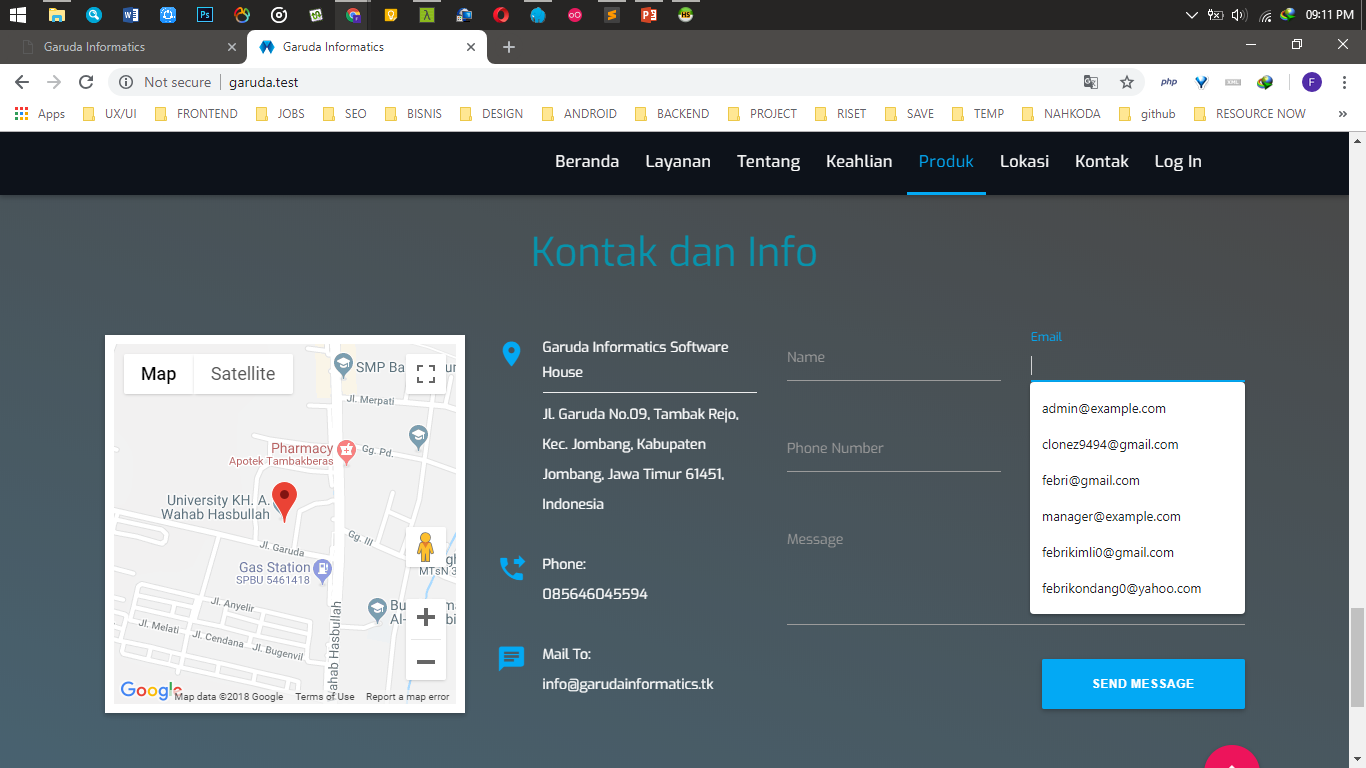 09:11 PM
Garuda Informatics
Garuda Informatics
Not secure
garuda.test
php
F
Apps
UX/UI
FRONTEND
JOBS
SEO
BISNIS
DESIGN
ANDROID
BACKEND
PROJECT
RISET
SAVE
TEMP
NAHKODA
github
RESOURCE NOW
»
Beranda
Layanan
Tentang
Keahlian
Produk
Lokasi
Kontak
Log In
Kontak dan Info
Map
Satellite
SMP Ba
Jl. Merpati
Pharmacy
Apotek Tambakberas
Gg. Pd.
University KH. A.
Wahab Hasbullah
Jl. Garuda
Gg. III
Gas Station
SPBU 5461418
MTsN 3
Jl. Anyelir
Jl. Melati
Jl. Cendana
Jl. Bugenvil
Wahab Hasbullah
Google
Map data ©2018 Google
Terms of Use
Report a map error
Garuda Informatics Software
House
Jl. Garuda No.09, Tambak Rejo,
Kec. Jombang, Kabupaten
Jombang, Jawa Timur 61451,
Indonesia
Phone:
085646045594
Mail To:
info@garudainformatics.tk
Name
Email
Phone Number
Message
admin@example.com
clonez9494@gmail.com
febri@gmail.com
manager@example.com
febrikimli0@gmail.com
febrikondang0@yahoo.com
SEND MESSAGE